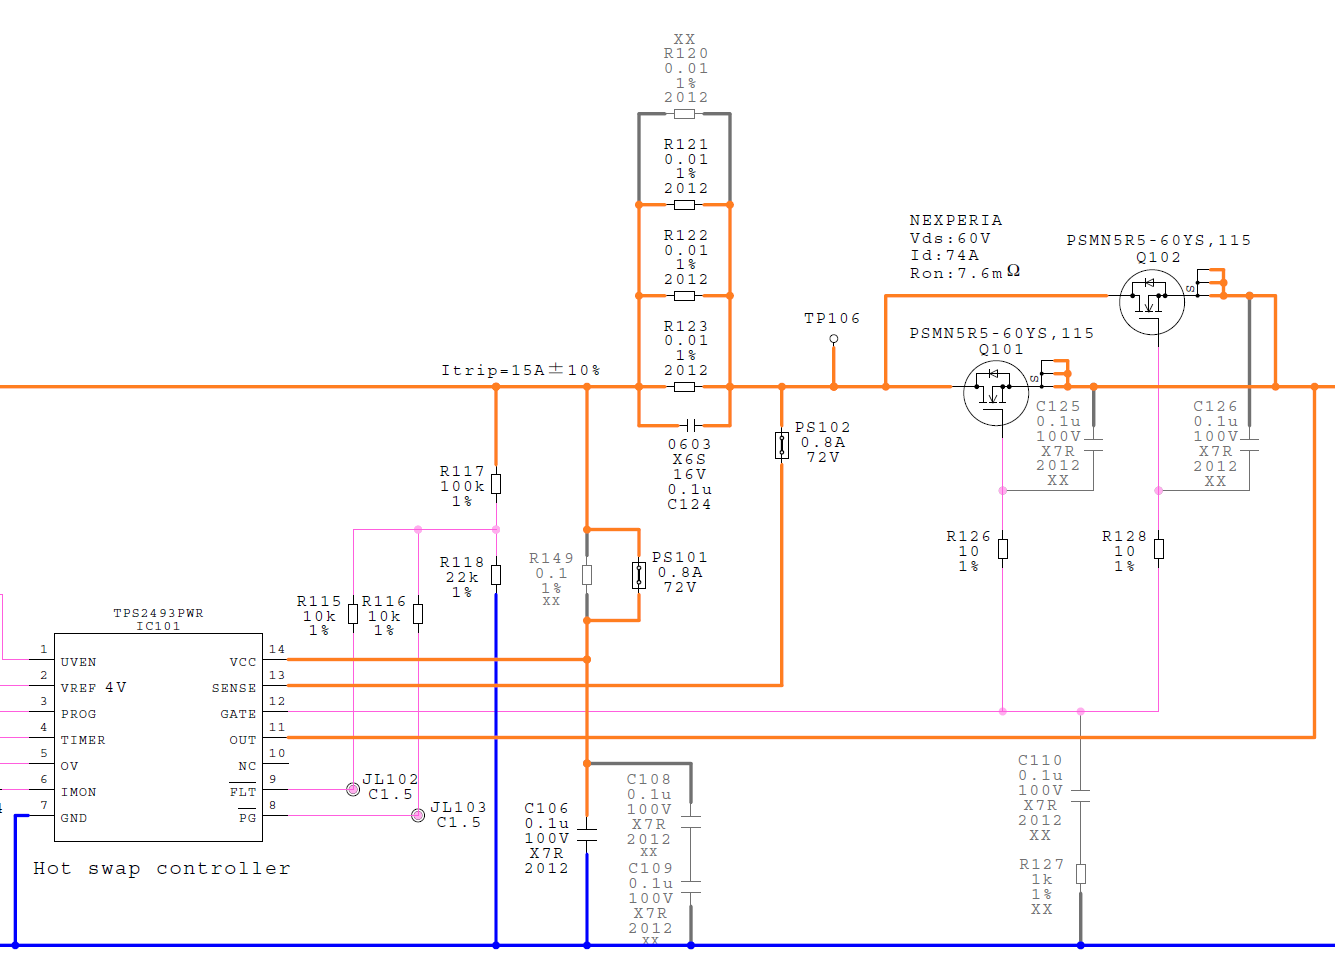 XX
R120
0.01
1%
2012
R121
0.01
1%
2012
R122
0.01
1%
2012
R123
0.01
1%
2012
0603
X6S
16V
0.1u
C124
Itrip=15A±10%
TP106
NEXPERIA
Vds:60V
Id:74A
Ron:7.6mΩ
PSMN5R5-60YS,115
Q102
S
PSMN5R5-60YS,115
Q101
S
C125
0.1u
100V
X7R
2012
XX
C126
0.1u
100V
X7R
2012
XX
PS102
0.8A
72V
R117
100k
1%
R118
22k
1%
R149
0.1
1%
XX
PS101
0.8A
72V
R126
10
1%
R128
10
1%
R115
10k
1%
R116
10k
1%
TPS2493PWR
IC101
1 UVEN
2 VREF 4V
3 PROG
4 TIMER
5 OV
6 IMON
7 GND
VCC 14
SENSE 13
GATE 12
OUT 11
NC 10
FLT 9
PG 8
JL102
C1.5
JL103
C1.5
Hot swap controller
C106
0.1u
100V
X7R
2012
C108
0.1u
100V
X7R
2012
XX
C109
0.1u
100V
X7R
2012
XX
C110
0.1u
100V
X7R
2012
XX
R127
1k
1%
XX